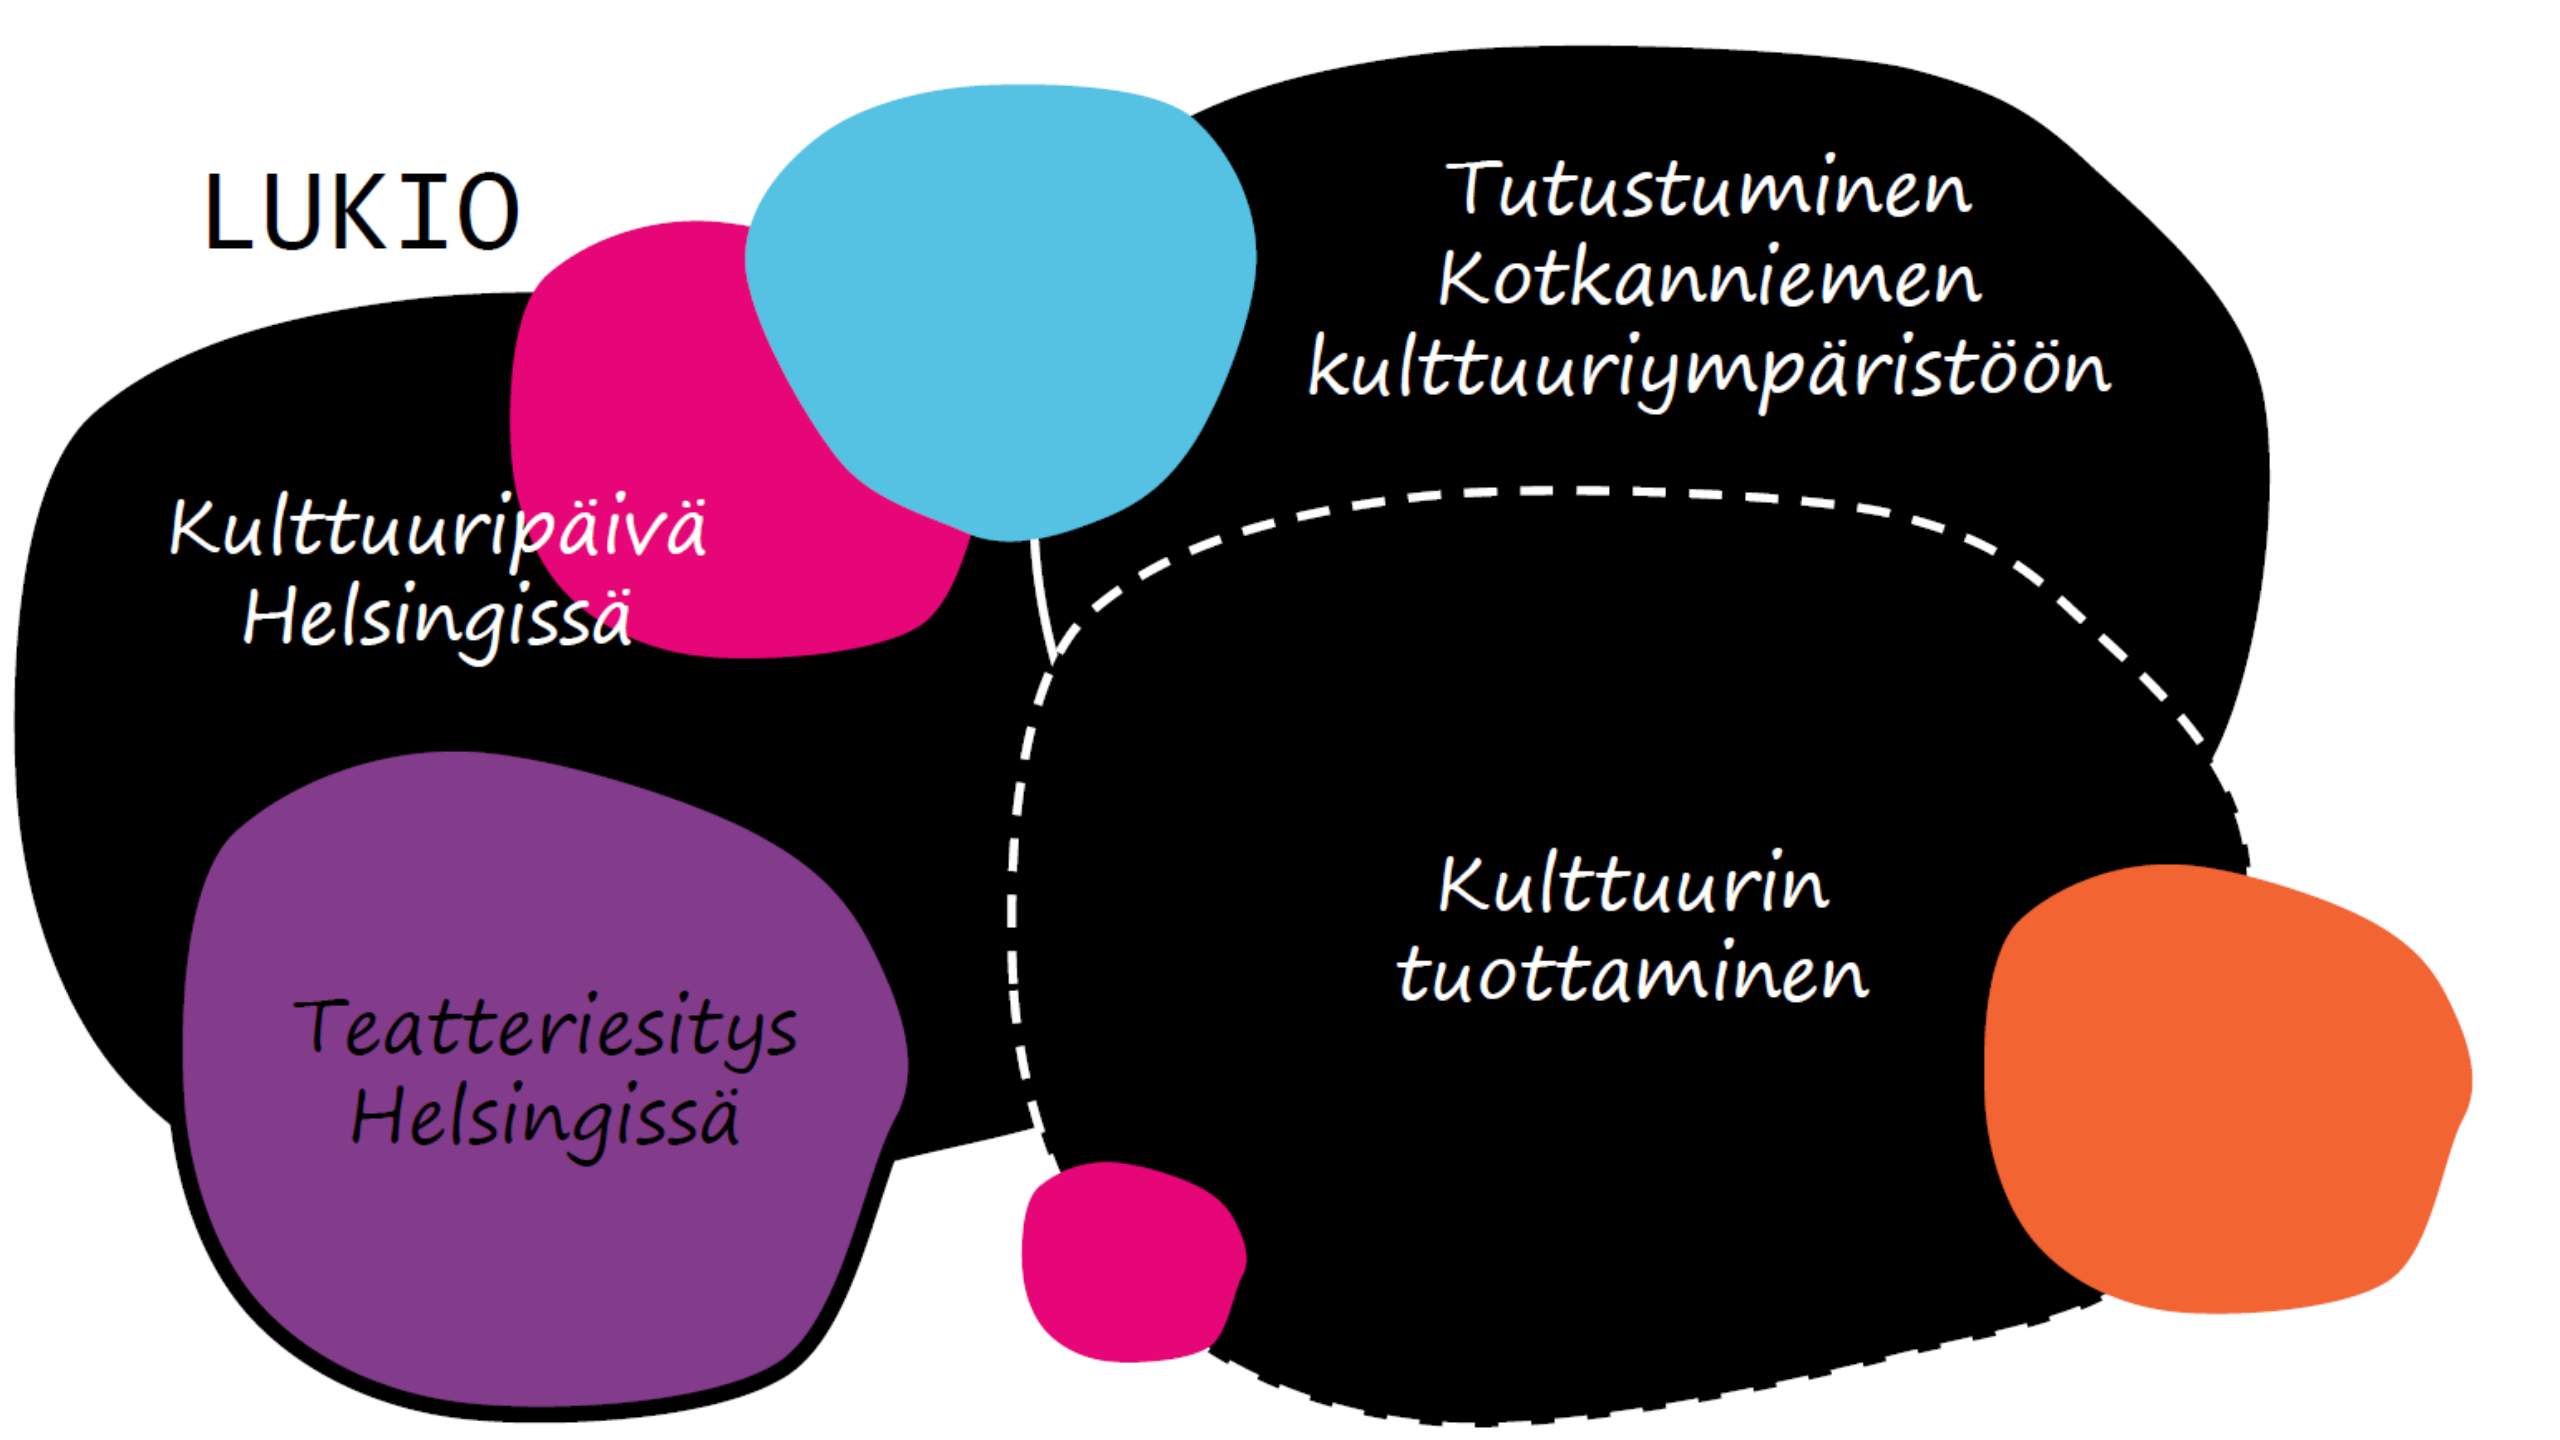 LUKIO
Tutustuminen
Kotkanniemen
kulttuuriympäristöön
Kulttuuripäivä
Helsingissä
Kulttuurin
tuottaminen
Teatteriesitys
Helsingissä